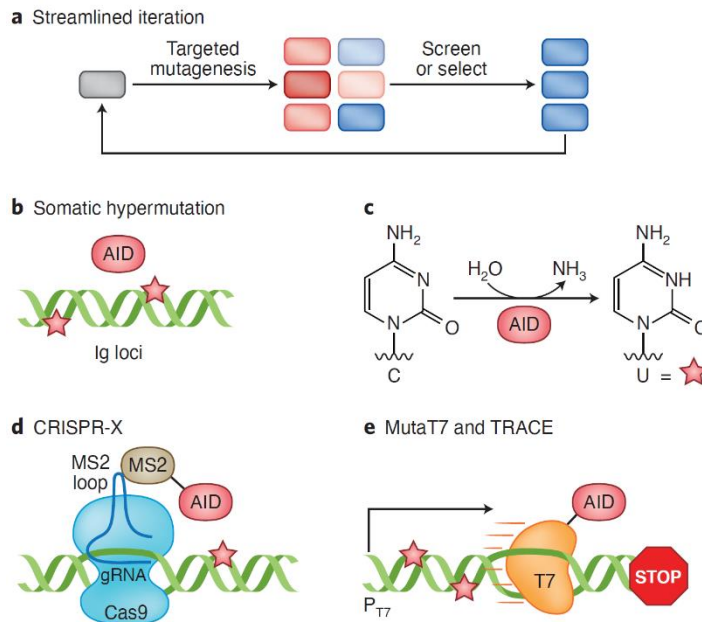 a Streamlined iteration
Targeted
mutagenesis
Screen
or select
b Somatic hypermutation
AID
Ig loci
c
NH2
N
N
O
C
H2O
NH3
AID
NH2
NH
N
O
U =
d CRISPR-X
MS2
loop
MS2
AID
gRNA
Cas9
e MutaT7 and TRACE
AID
T7
PT7
STOP